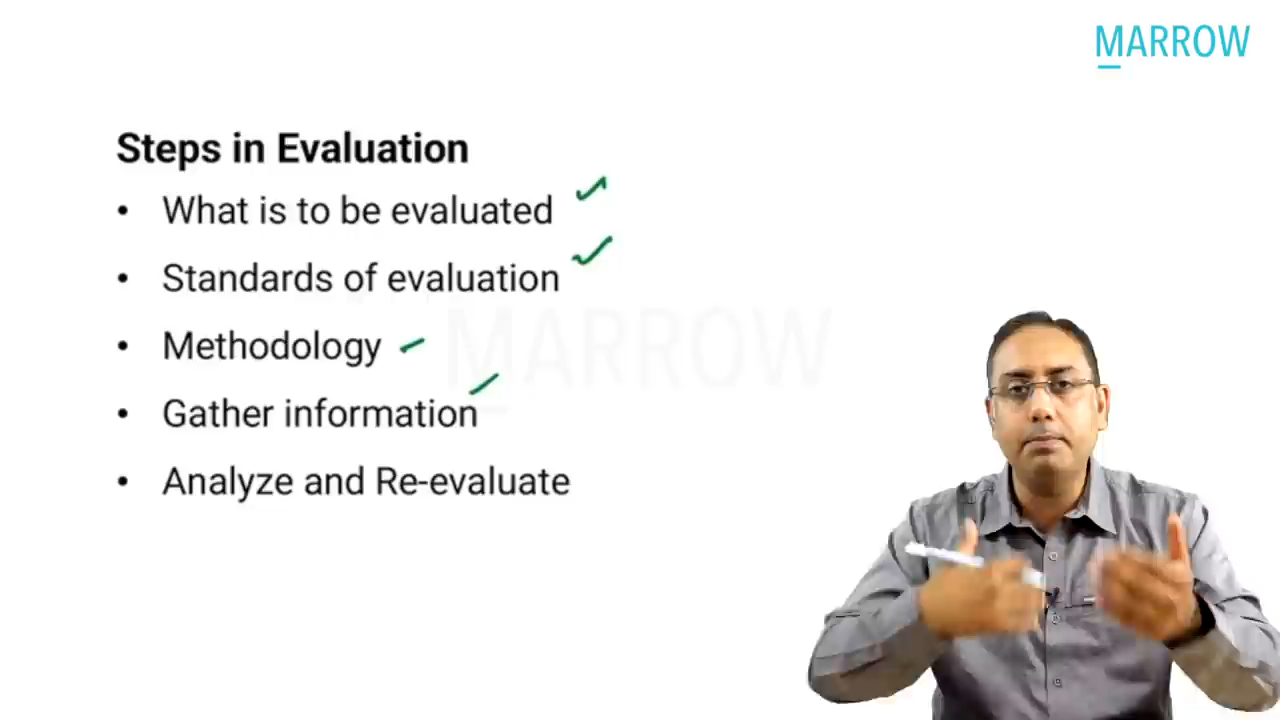 MARROW
Steps in Evaluation
• What is to be evaluated
• Standards of evaluation
• Methodology
MARROW
• Gather information
• Analyze and Re-evaluate